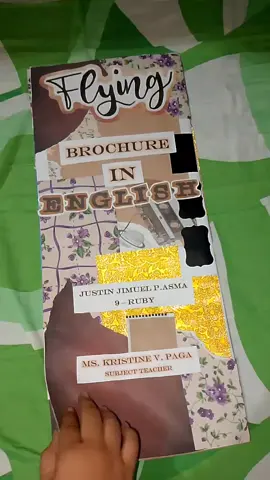 Flying
BROCHURE
IN
ENGLISH
JUSTIN JIMUEL P.ASMA
9 – RUBY
MS. KRISTINE V. PAGA
SUBJECT TEACHER